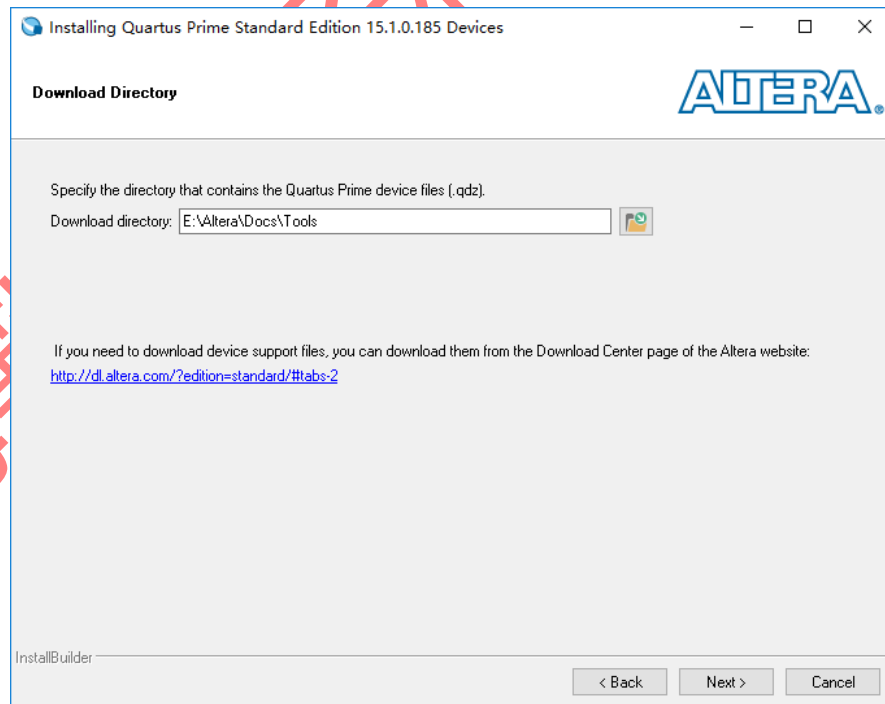 Installing Quartus Prime Standard Edition 15.1.0.185 Devices
Download Directory
ALTERA®
Specify the directory that contains the Quartus Prime device files (.qdz).
Download directory: E:\Altera\Docs\Tools
If you need to download device support files, you can download them from the Download Center page of the Altera website:
http://dl.altera.com/?edition=standard/#tabs-2
InstallBuilder
< Back Next > Cancel